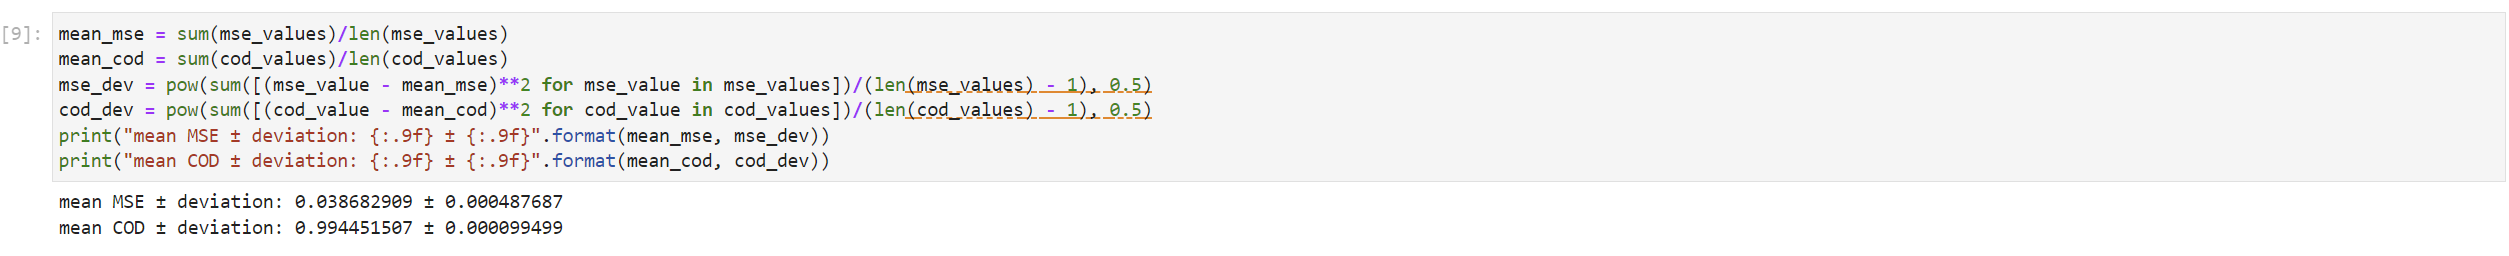 [9]:
mean_mse = sum(mse_values)/len(mse_values)
mean_cod = sum(cod_values)/len(cod_values)
mse_dev = pow(sum([(mse_value - mean_mse)**2 for mse_value in mse_values])/(len(mse_values) - 1), 0.5)
cod_dev = pow(sum([(cod_value - mean_cod)**2 for cod_value in cod_values])/(len(cod_values) - 1), 0.5)
print("mean MSE ± deviation: {:.9f} ± {:.9f}".format(mean_mse, mse_dev))
print("mean COD ± deviation: {:.9f} ± {:.9f}".format(mean_cod, cod_dev))
mean MSE ± deviation: 0.038682909 ± 0.000487687
mean COD ± deviation: 0.994451507 ± 0.000099499